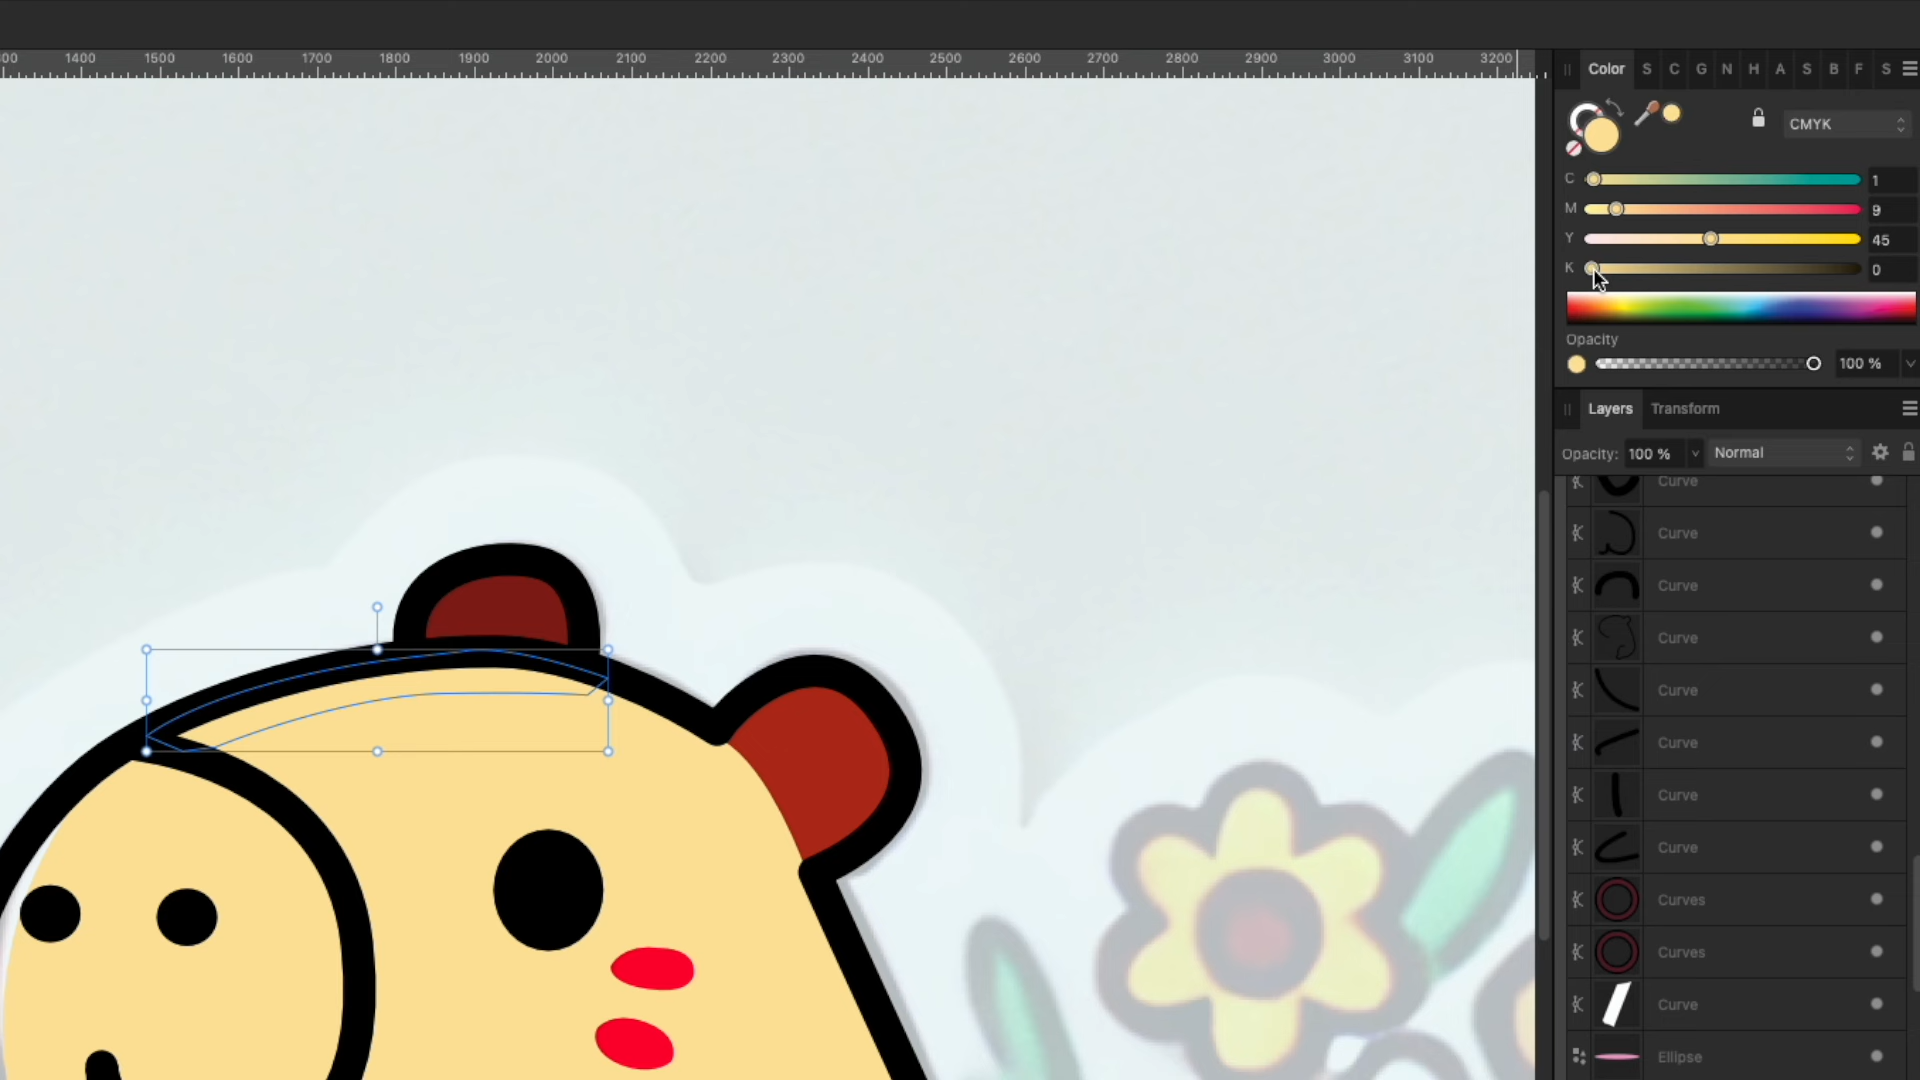 00 1400 1500 1600 1700 1800 1900 2000 2100 2200 2300 2400 2500 2600 2700 2800 2900 3000 3100 3200
Color S C G N H A S B F S
CMYK
C 1
M 9
Y 45
K 0
Opacity
100 %
Layers Transform
Opacity: 100 % Normal
Curve
Curve
Curve
Curve
Curve
Curve
Curve
Curve
Curves
Curves
Curve
Ellipse